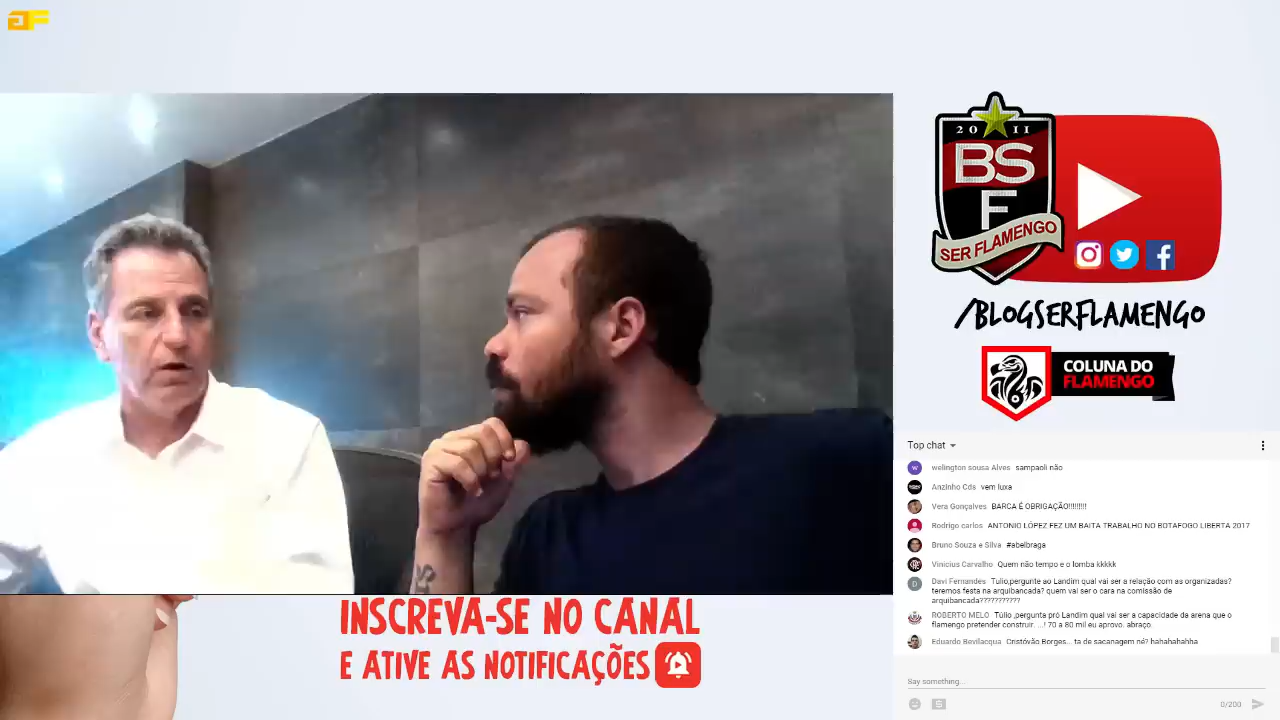 GF
20 11
BS
F
SER FLAMENGO
/BLOGSERFLAMENGO
COLUNA DO
FLAMENGO
Top chat
w welington sousa Alves sampaoli não
Anzinho Cds vem luxa
Vera Gonçalves BARCA É OBRIGAÇÃO!!!!!!!!!
Rodrigo carlos ANTONIO LÓPEZ FEZ UM BAITA TRABALHO NO BOTAFOGO LIBERTA 2017
Bruno Souza e Silva #abelbraga
Vinicius Carvalho Quem não tempo e o lomba kkkkk
D Davi Fernandes Tulio,pergunte ao Landim qual vai ser a relação com as organizadas?
teremos festa na arquibancada? quem vai ser o cara na comissão de
arquibancada???????????
ROBERTO MELO Túlio ,pergunta pró Landim qual vai ser a capacidade da arena que o
flamengo pretender construir. ...! 70 a 80 mil eu aprovo. abraço.
Eduardo Bevilacqua Cristóvão Borges... ta de sacanagem né? hahahahahha
Say something...
0/200
INSCREVA-SE NO CANAL
E ATIVE AS NOTIFICAÇÕES